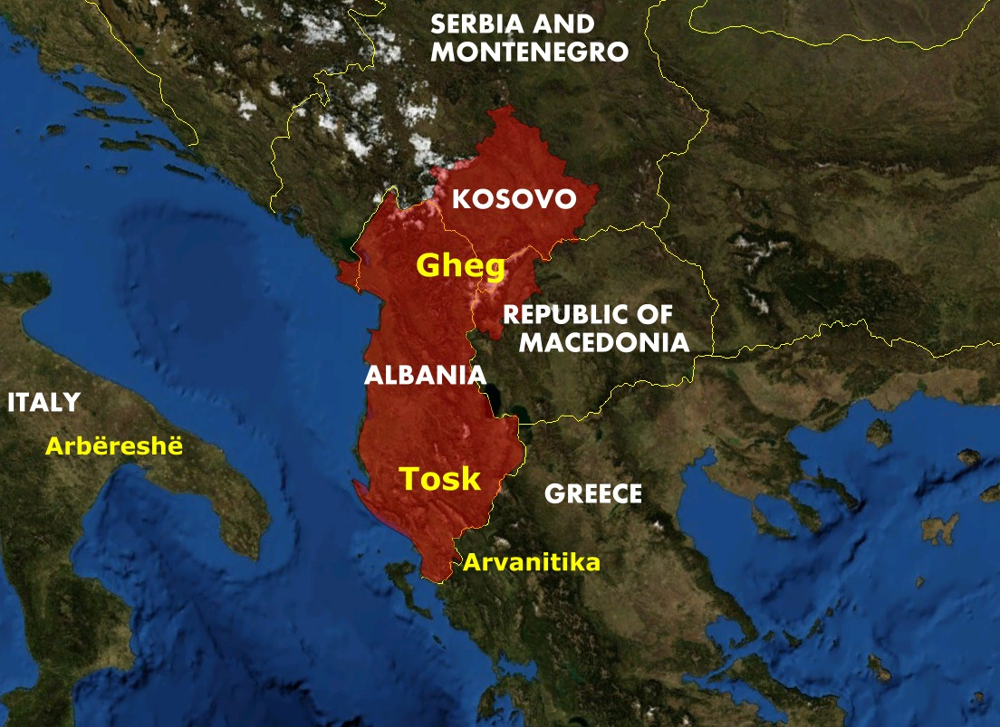 SERBIA AND
MONTENEGRO
KOSOVO
Gheg
REPUBLIC OF
MACEDONIA
ALBANIA
ITALY
Arbëreshë
Tosk
GREECE
Arvanitika